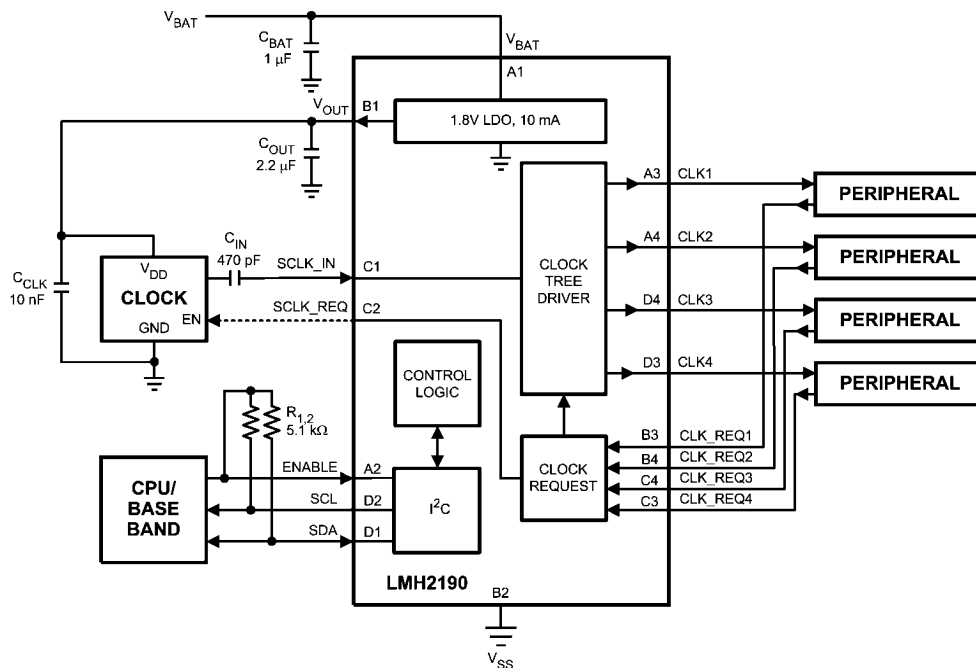 V_BAT
C_BAT
1 µF
V_BAT
A1
V_OUT
B1
1.8V LDO, 10 mA
C_OUT
2.2 µF
A3 CLK1
PERIPHERAL
A4 CLK2
PERIPHERAL
C_IN
470 pF
SCLK_IN
C1
CLOCK
TREE
DRIVER
V_DD
CLOCK
EN
GND
C_CLK
10 nF
D4 CLK3
PERIPHERAL
SCLK_REQ
C2
D3 CLK4
PERIPHERAL
CONTROL
LOGIC
R_1,2
5.1 kΩ
B3 CLK_REQ1
B4 CLK_REQ2
C4 CLK_REQ3
C3 CLK_REQ4
CLOCK
REQUEST
ENABLE
A2
CPU/
BASE
BAND
SCL
D2
I²C
SDA
D1
LMH2190
B2
V_SS